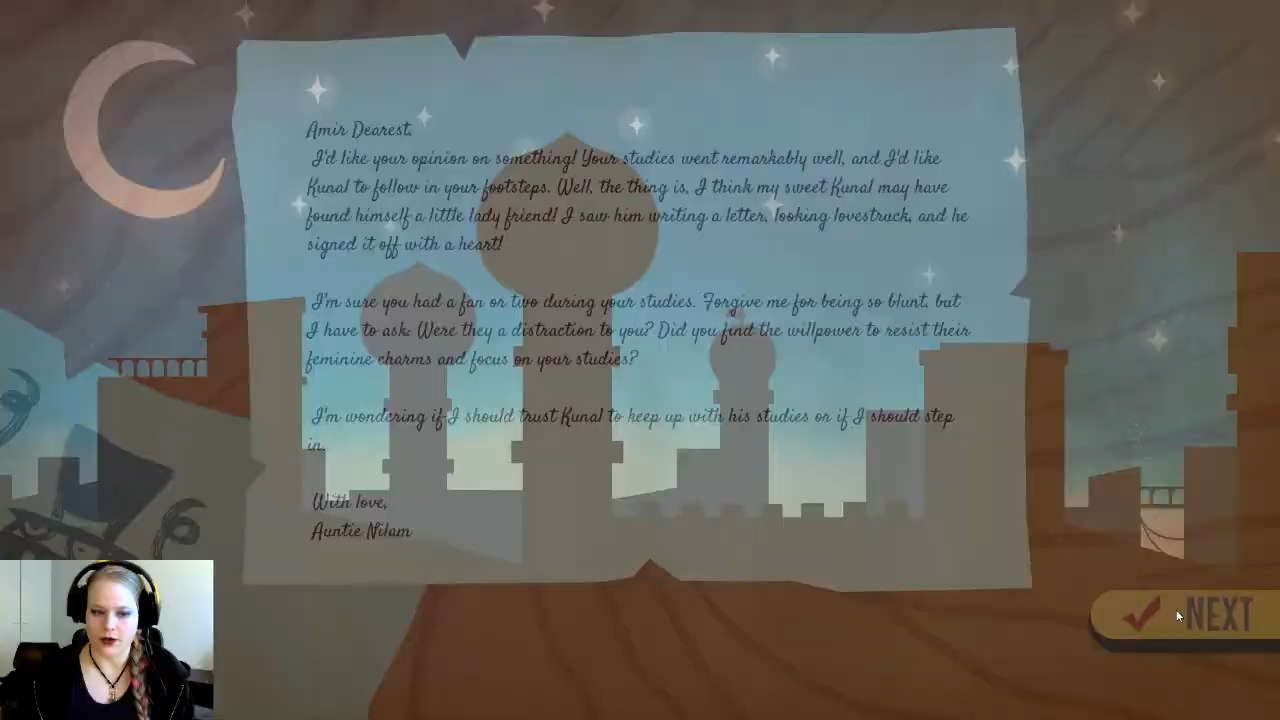 Amir Dearest,
I'd like your opinion on something! Your studies went remarkably well, and I'd like
Kunal to follow in your footsteps. Well, the thing is, I think my sweet Kunal may have
found himself a little lady friend! I saw him writing a letter, looking lovestruck, and he
signed it off with a heart!
I'm sure you had a fan or two during your studies. Forgive me for being so blunt, but
I have to ask: Were they a distraction to you? Did you find the willpower to resist their
feminine charms and focus on your studies?
I'm wondering if I should trust Kunal to keep up with his studies or if I should step
in.
With love,
Auntie Nilam
NEXT